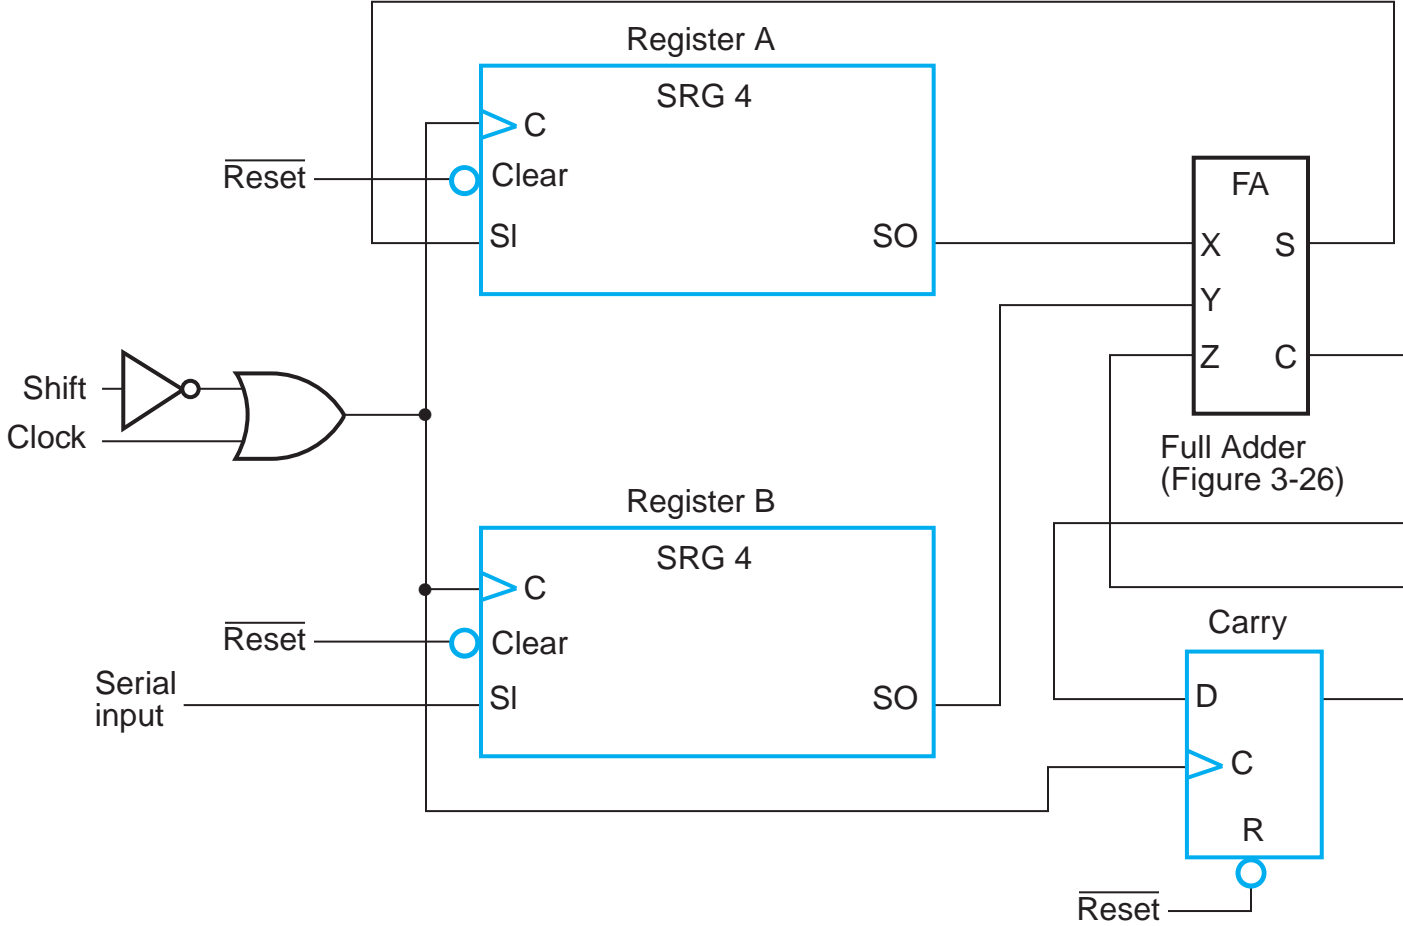 Register A
SRG 4
C
Reset
Clear
SI
SO
FA
X
S
Y
Z
C
Shift
Clock
Full Adder
(Figure 3-26)
Register B
SRG 4
C
Reset
Clear
Serial
input
SI
SO
Carry
D
C
R
Reset